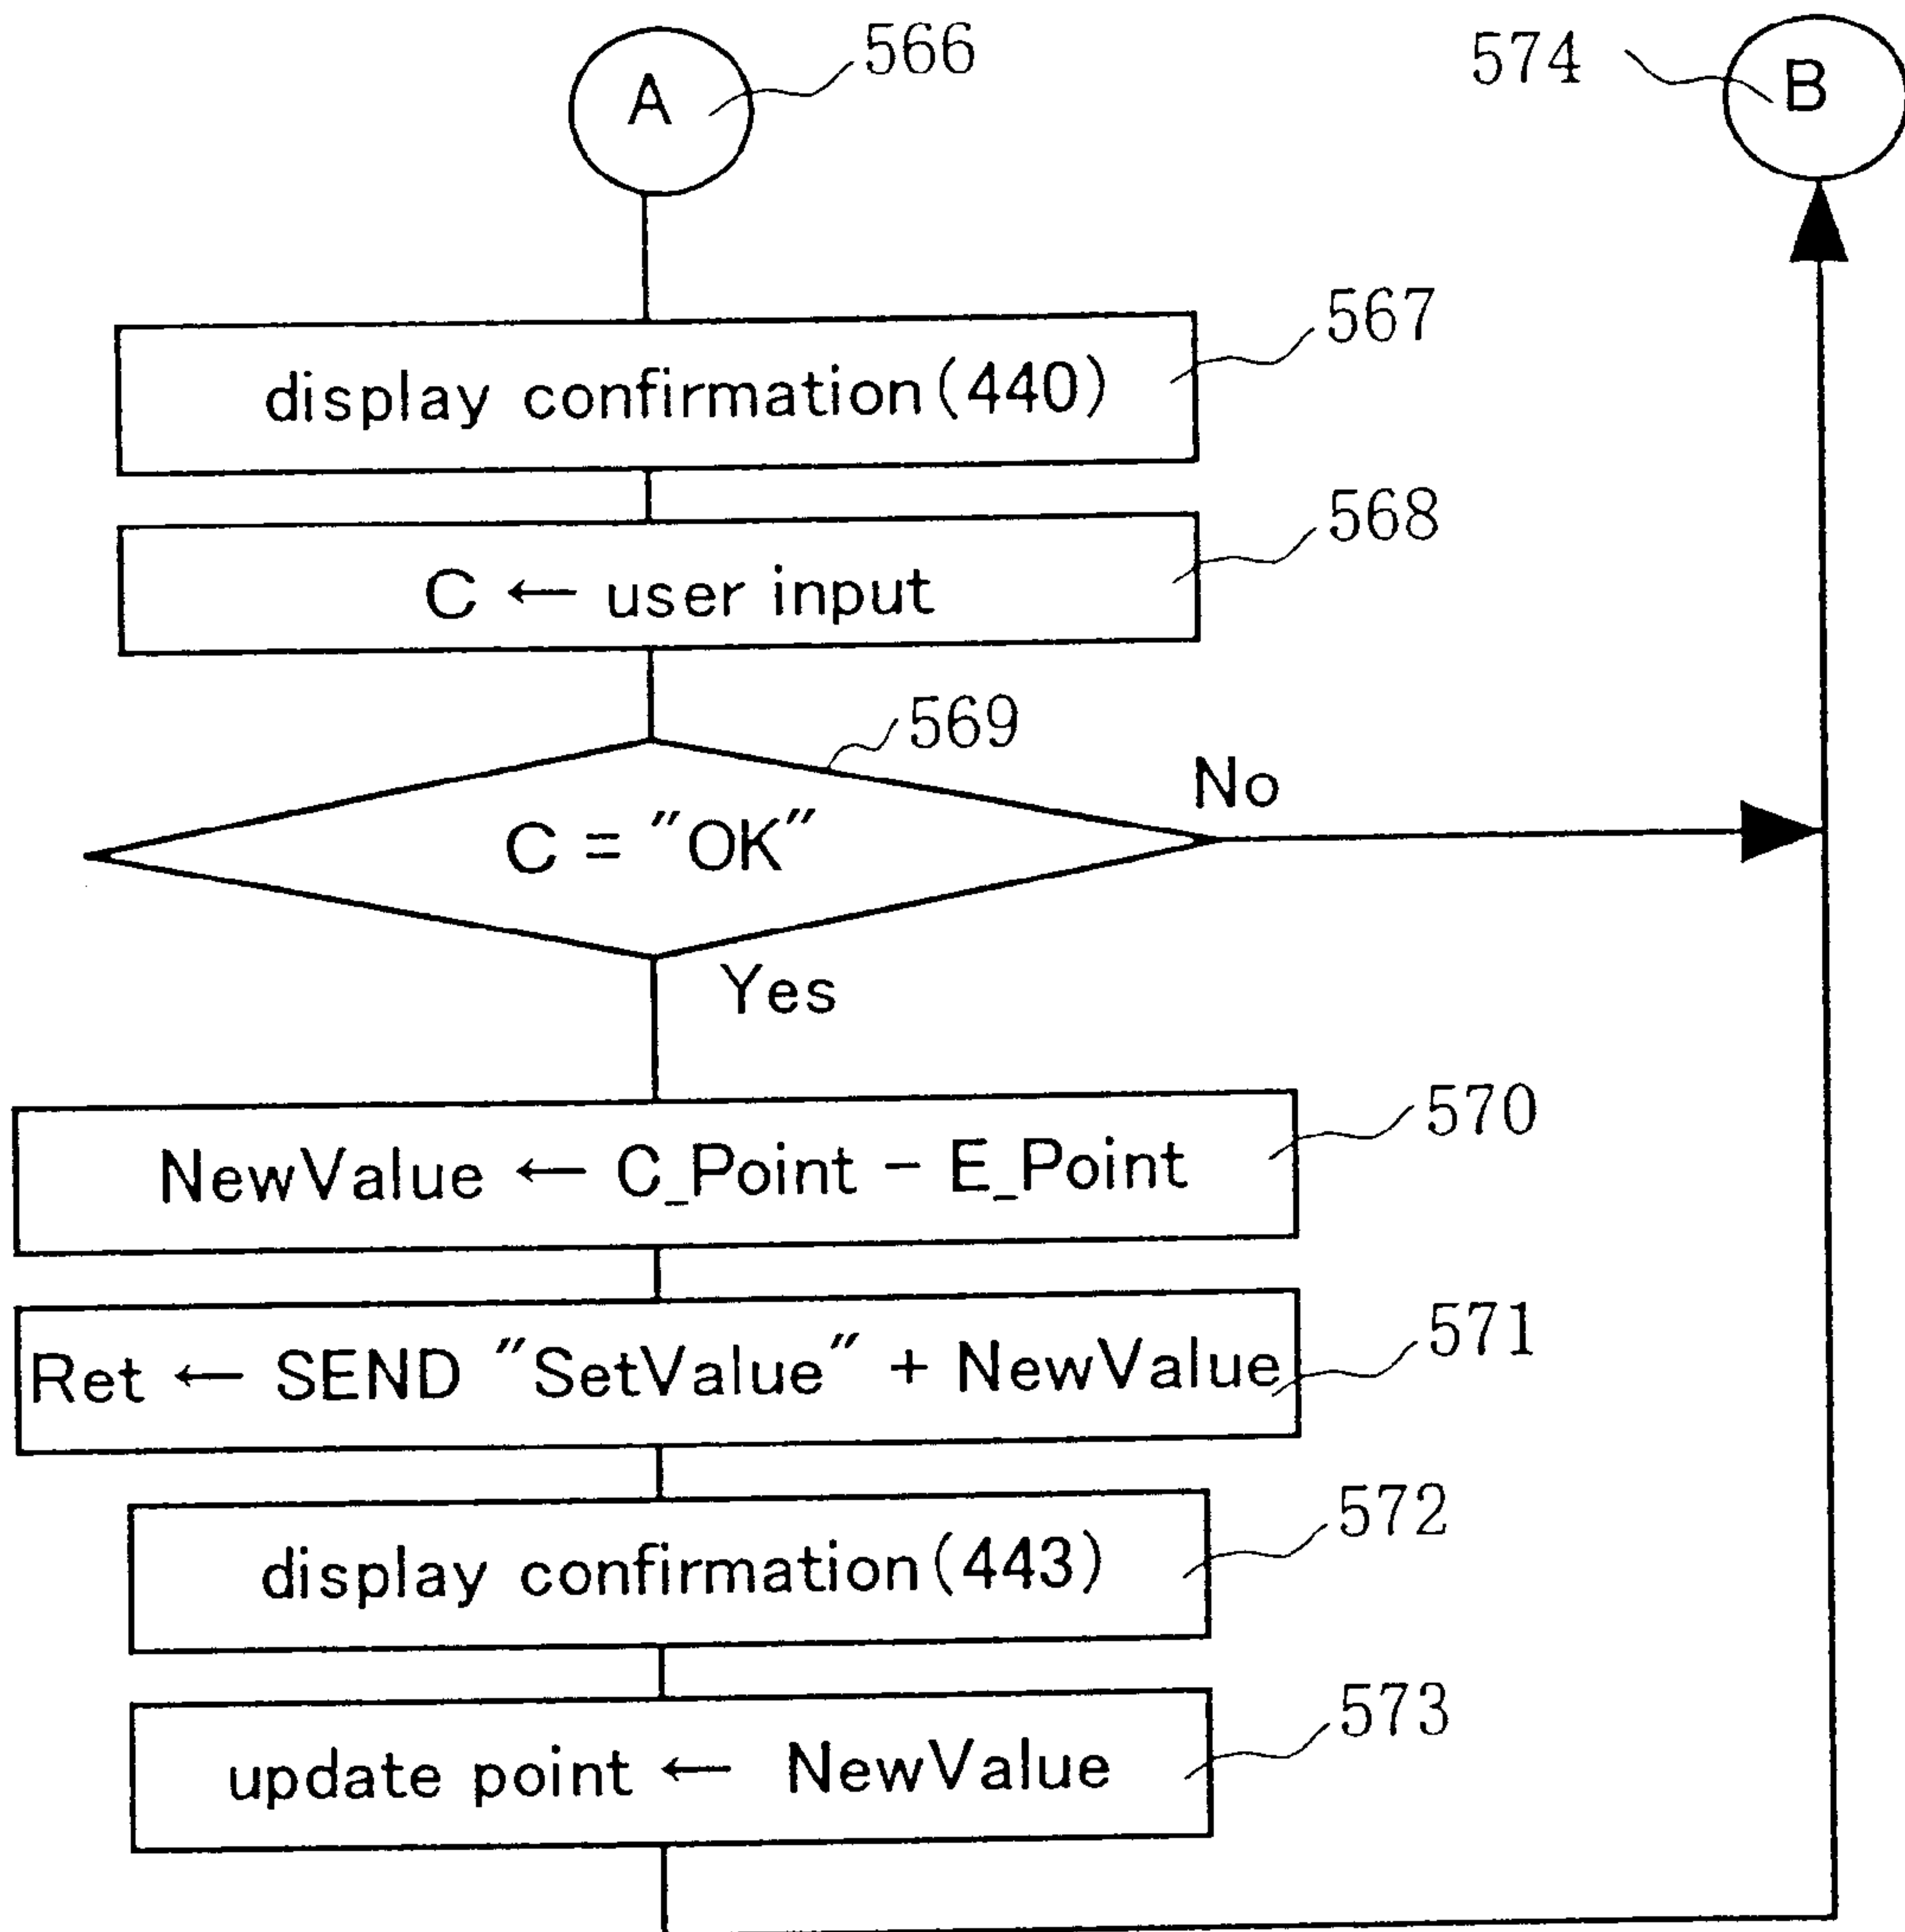 A
566
574
B
567
display confirmation(440)
568
C ← user input
569
No
C = "OK"
Yes
570
NewValue ← C_Point − E_Point
571
Ret ← SEND "SetValue" + NewValue
572
display confirmation(443)
573
update point ← NewValue